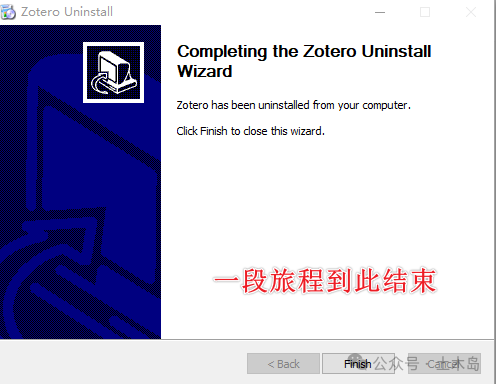 Zotero Uninstall
Completing the Zotero Uninstall
Wizard
Zotero has been uninstalled from your computer.
Click Finish to close this wizard.
一段旅程到此结束
< Back
Finish
Cancel
公众号 · 土木岛